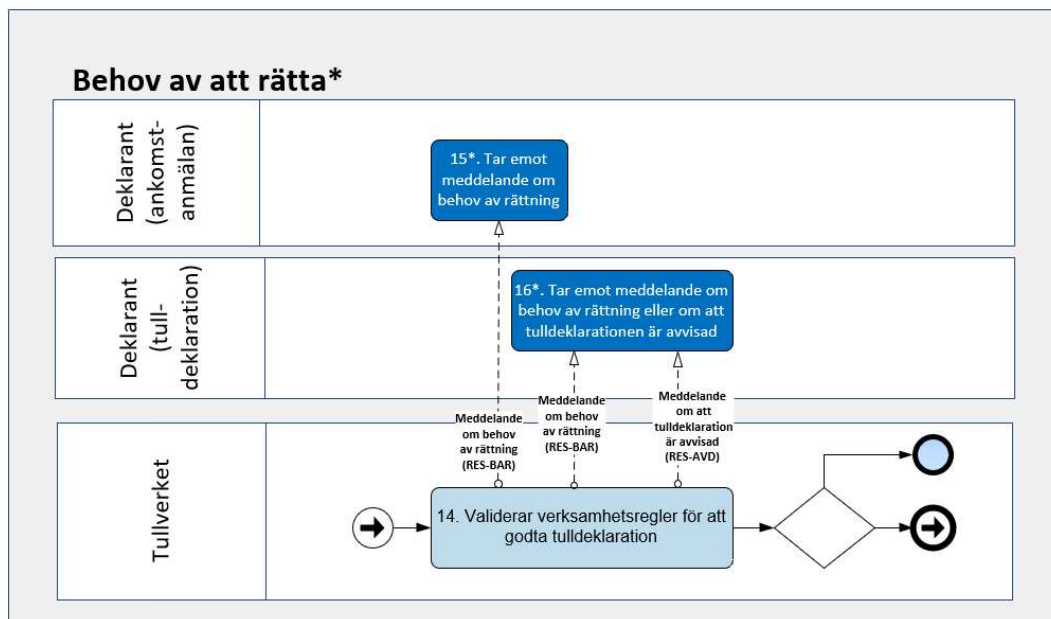 Behov av att rätta*
Deklarant
(ankomst-
anmälan)
15*. Tar emot
meddelande om
behov av rättning
Deklarant
(tull-
deklaration)
16*. Tar emot meddelande om
behov av rättning eller om att
tulldeklarationen är avvisad
Meddelande
om behov
av rättning
(RES-BAR)
Meddelande
om behov
av rättning
(RES-BAR)
Meddelande
om att
tulldeklaration
är avvisad
(RES-AVD)
Tullverket
14. Validerar verksamhetsregler för att
godta tulldeklaration